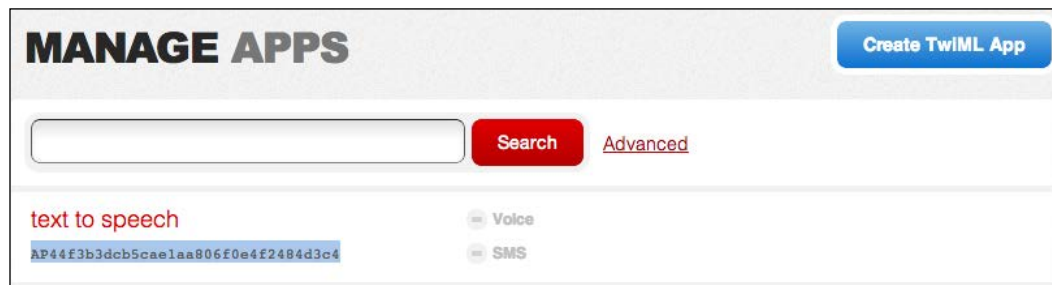 MANAGE APPS
Create TwiML App
Search
Advanced
text to speech
Voice
AP44f3b3dcb5cae1aa806f0e4f2484d3c4
SMS